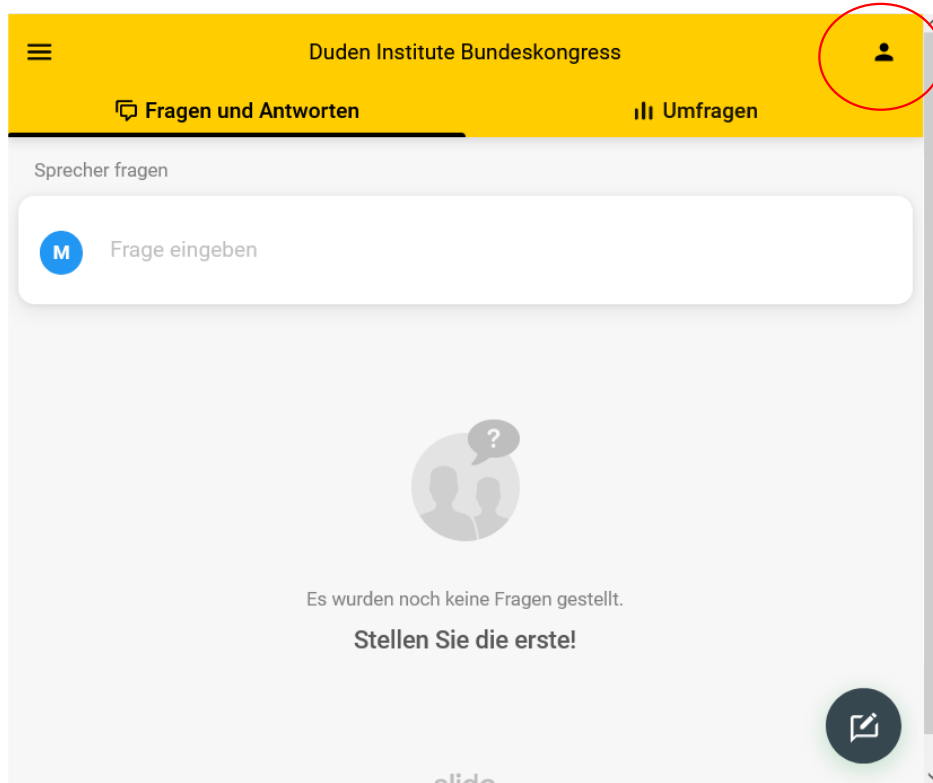 Duden Institute Bundeskongress
Fragen und Antworten
Umfragen
Sprecher fragen
M
Frage eingeben
?
Es wurden noch keine Fragen gestellt.
Stellen Sie die erste!
slido